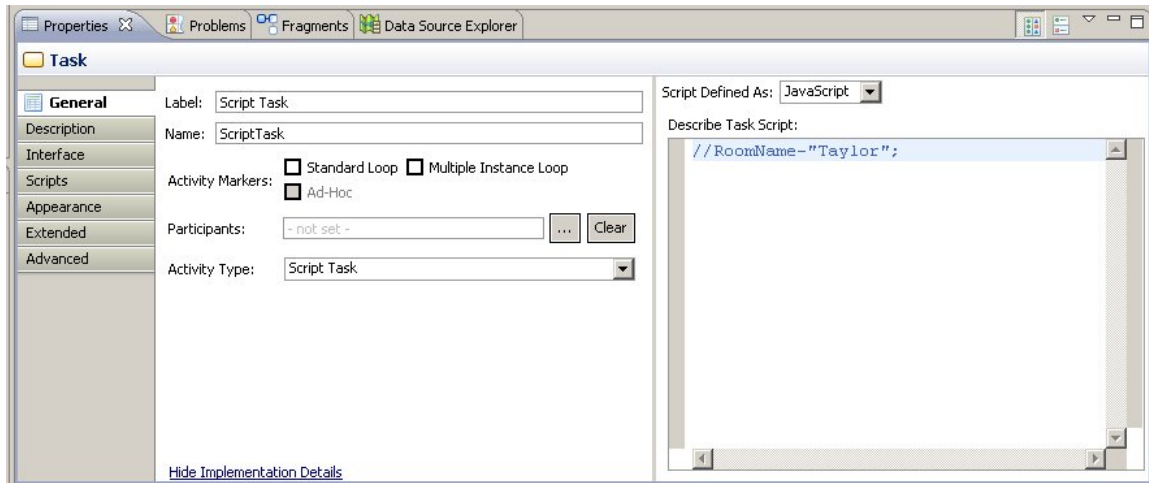 Properties Problems Fragments Data Source Explorer
Task
General
Description
Interface
Scripts
Appearance
Extended
Advanced
Label: Script Task
Name: ScriptTask
Activity Markers: Standard Loop Multiple Instance Loop
Ad-Hoc
Participants: - not set - ... Clear
Activity Type: Script Task
Hide Implementation Details
Script Defined As: JavaScript
Describe Task Script:
//RoomName-"Taylor";